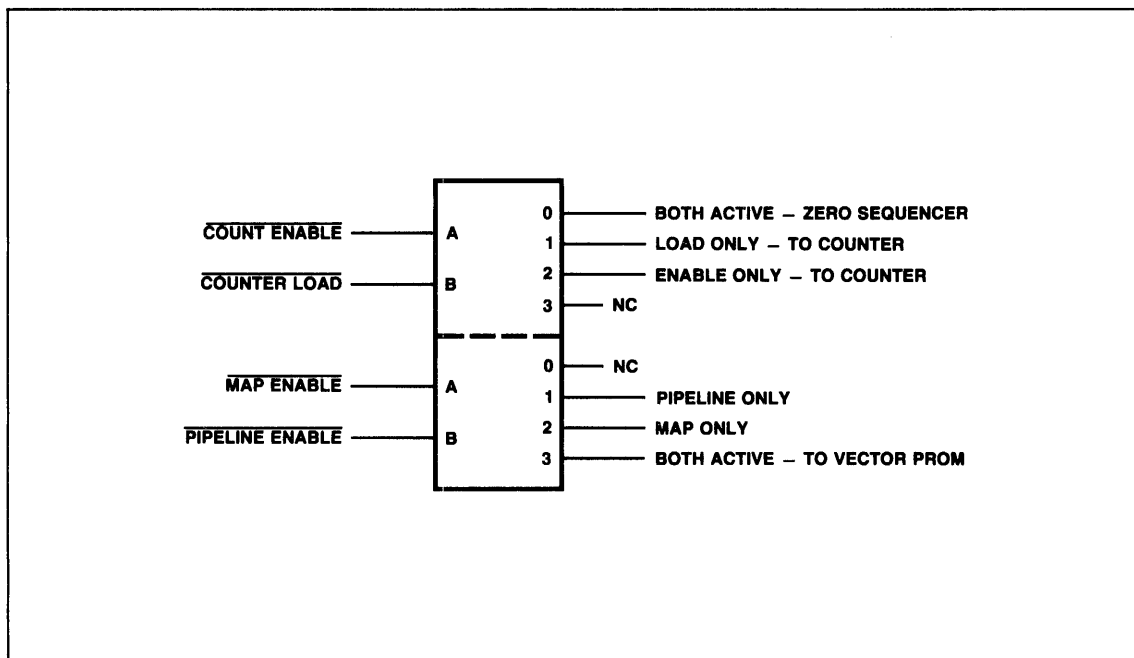 COUNT ENABLE
COUNTER LOAD
A
B
0 BOTH ACTIVE – ZERO SEQUENCER
1 LOAD ONLY – TO COUNTER
2 ENABLE ONLY – TO COUNTER
3 NC
MAP ENABLE
PIPELINE ENABLE
A
B
0 NC
1 PIPELINE ONLY
2 MAP ONLY
3 BOTH ACTIVE – TO VECTOR PROM